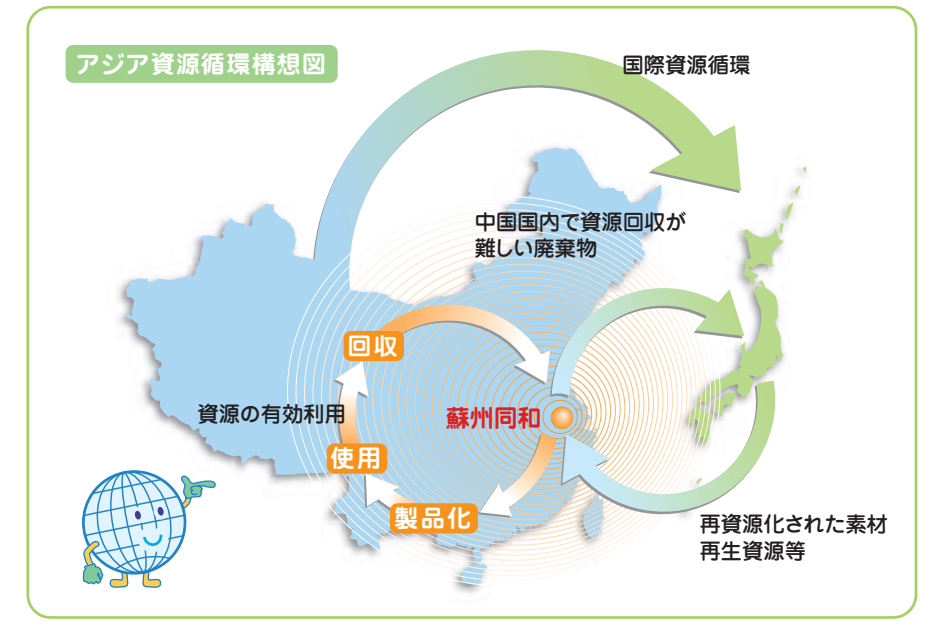 アジア資源循環構想図
国際資源循環
中国国内で資源回収が
難しい廃棄物
回収
資源の有効利用
蘇州同和
使用
製品化
再資源化された素材
再生資源等